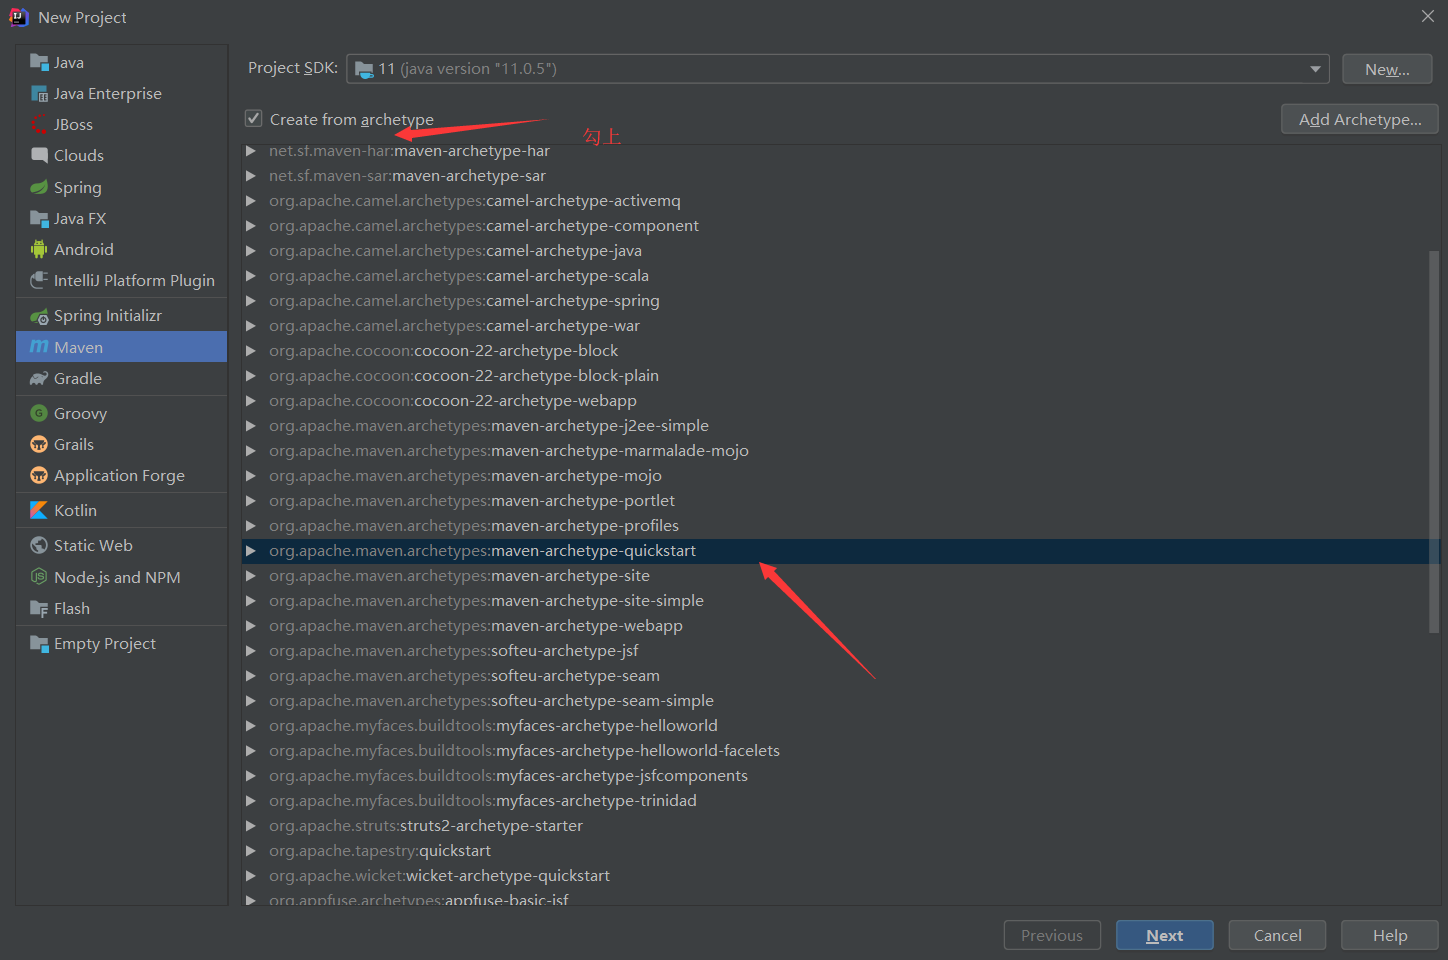 New Project
Java
Java Enterprise
JBoss
Clouds
Spring
Java FX
Android
IntelliJ Platform Plugin
Spring Initializr
Maven
Gradle
Groovy
Grails
Application Forge
Kotlin
Static Web
Node.js and NPM
Flash
Empty Project
Project SDK: 11 (java version "11.0.5") New...
Create from archetype Add Archetype...
勾上
net.sf.maven-har:maven-archetype-har
net.sf.maven-sar:maven-archetype-sar
org.apache.camel.archetypes:camel-archetype-activemq
org.apache.camel.archetypes:camel-archetype-component
org.apache.camel.archetypes:camel-archetype-java
org.apache.camel.archetypes:camel-archetype-scala
org.apache.camel.archetypes:camel-archetype-spring
org.apache.camel.archetypes:camel-archetype-war
org.apache.cocoon:cocoon-22-archetype-block
org.apache.cocoon:cocoon-22-archetype-block-plain
org.apache.cocoon:cocoon-22-archetype-webapp
org.apache.maven.archetypes:maven-archetype-j2ee-simple
org.apache.maven.archetypes:maven-archetype-marmalade-mojo
org.apache.maven.archetypes:maven-archetype-mojo
org.apache.maven.archetypes:maven-archetype-portlet
org.apache.maven.archetypes:maven-archetype-profiles
org.apache.maven.archetypes:maven-archetype-quickstart
org.apache.maven.archetypes:maven-archetype-site
org.apache.maven.archetypes:maven-archetype-site-simple
org.apache.maven.archetypes:maven-archetype-webapp
org.apache.maven.archetypes:softeu-archetype-jsf
org.apache.maven.archetypes:softeu-archetype-seam
org.apache.maven.archetypes:softeu-archetype-seam-simple
org.apache.myfaces.buildtools:myfaces-archetype-helloworld
org.apache.myfaces.buildtools:myfaces-archetype-helloworld-facelets
org.apache.myfaces.buildtools:myfaces-archetype-jsfcomponents
org.apache.myfaces.buildtools:myfaces-archetype-trinidad
org.apache.struts:struts2-archetype-starter
org.apache.tapestry:quickstart
org.apache.wicket:wicket-archetype-quickstart
org.appfuse.archetypes:appfuse-basic-jsf
Previous Next Cancel Help